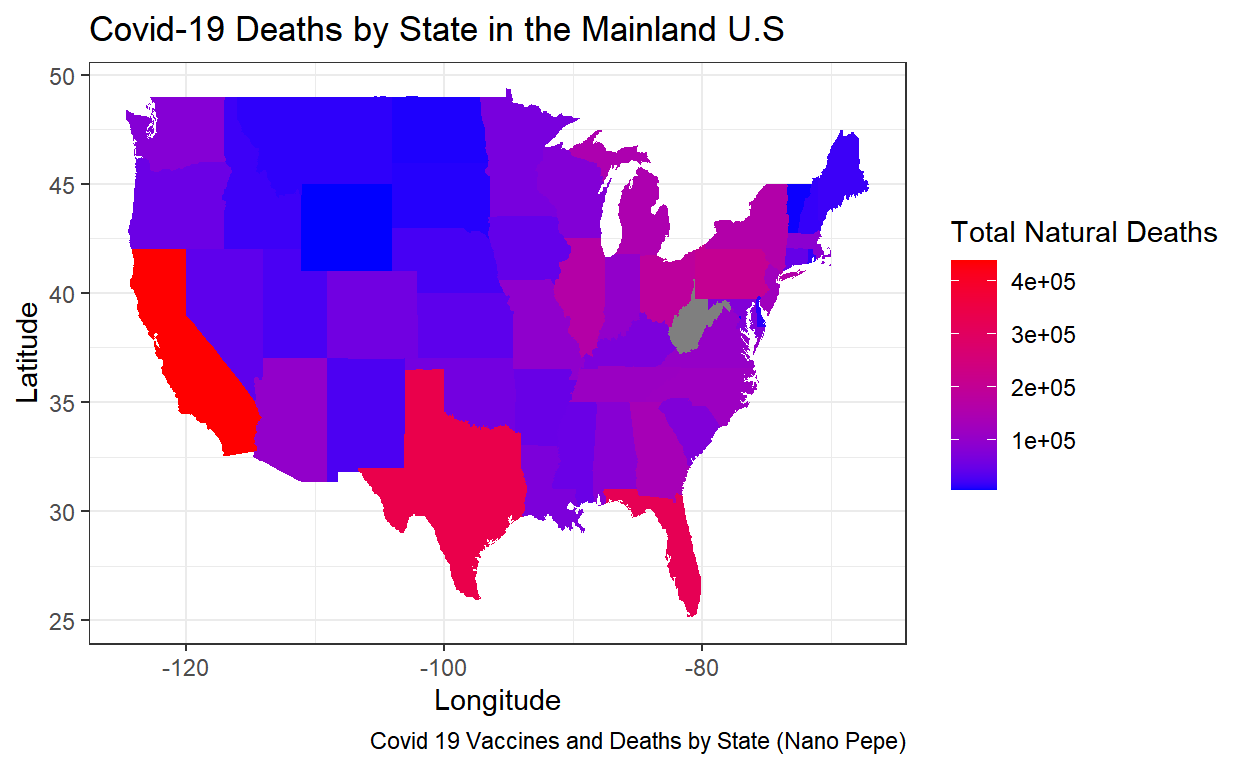 Covid-19 Deaths by State in the Mainland U.S
50
45
40
35
30
25
Latitude
-120
-100
-80
Longitude
Total Natural Deaths
4e+05
3e+05
2e+05
1e+05
Covid 19 Vaccines and Deaths by State (Nano Pepe)